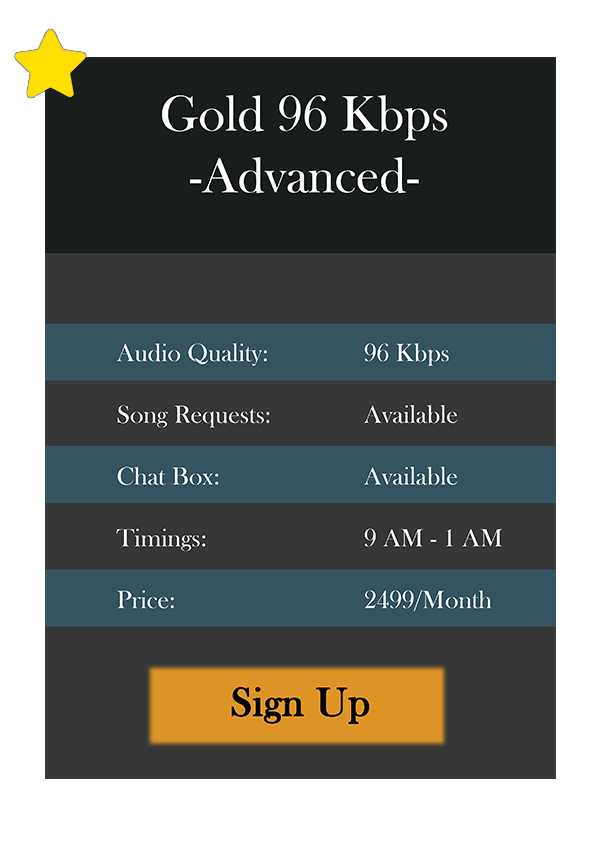 Gold 96 Kbps
-Advanced-
Audio Quality: 96 Kbps
Song Requests: Available
Chat Box: Available
Timings: 9 AM - 1 AM
Price: 2499/Month
Sign Up